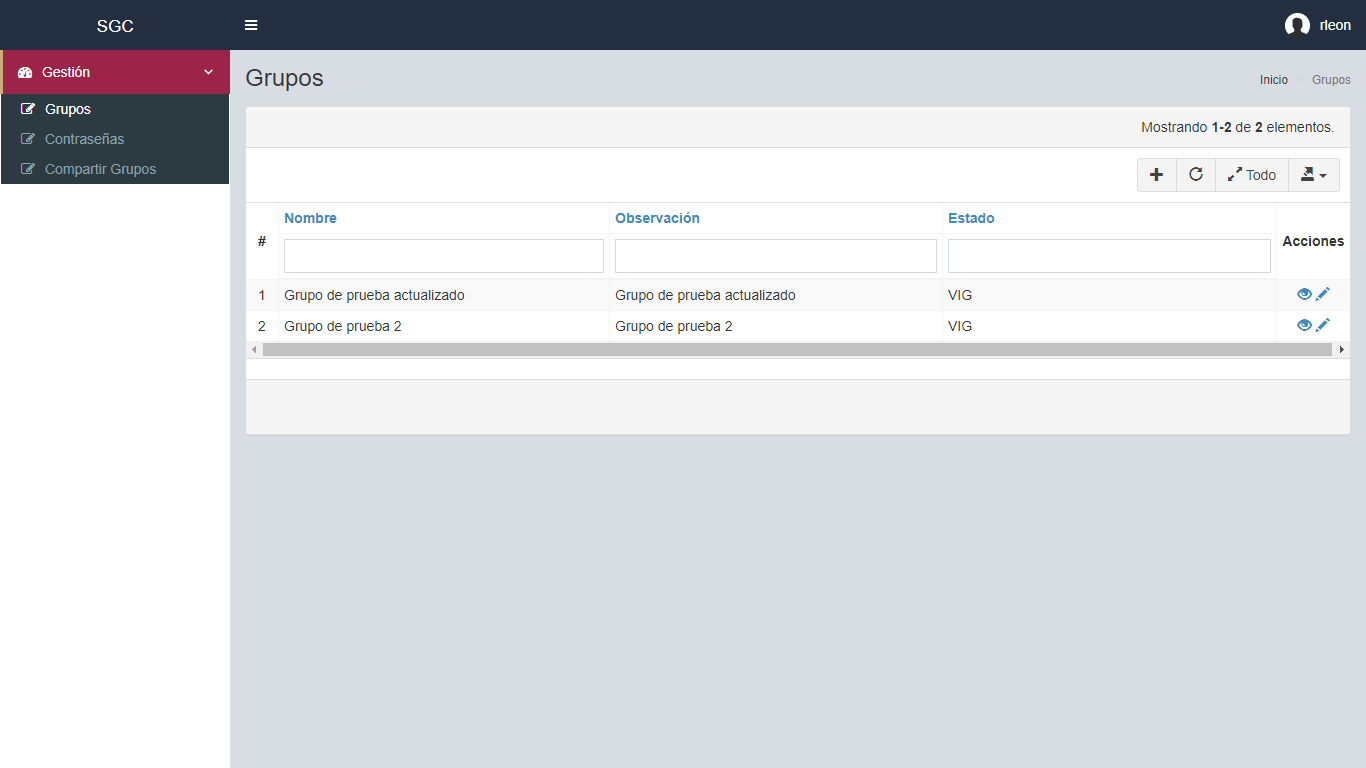 SGC
rleon
Gestión
Grupos
Contraseñas
Compartir Grupos
Grupos
Inicio
Grupos
Mostrando 1-2 de 2 elementos.
Todo
# Nombre Observación Estado Acciones
1 Grupo de prueba actualizado Grupo de prueba actualizado VIG
2 Grupo de prueba 2 Grupo de prueba 2 VIG